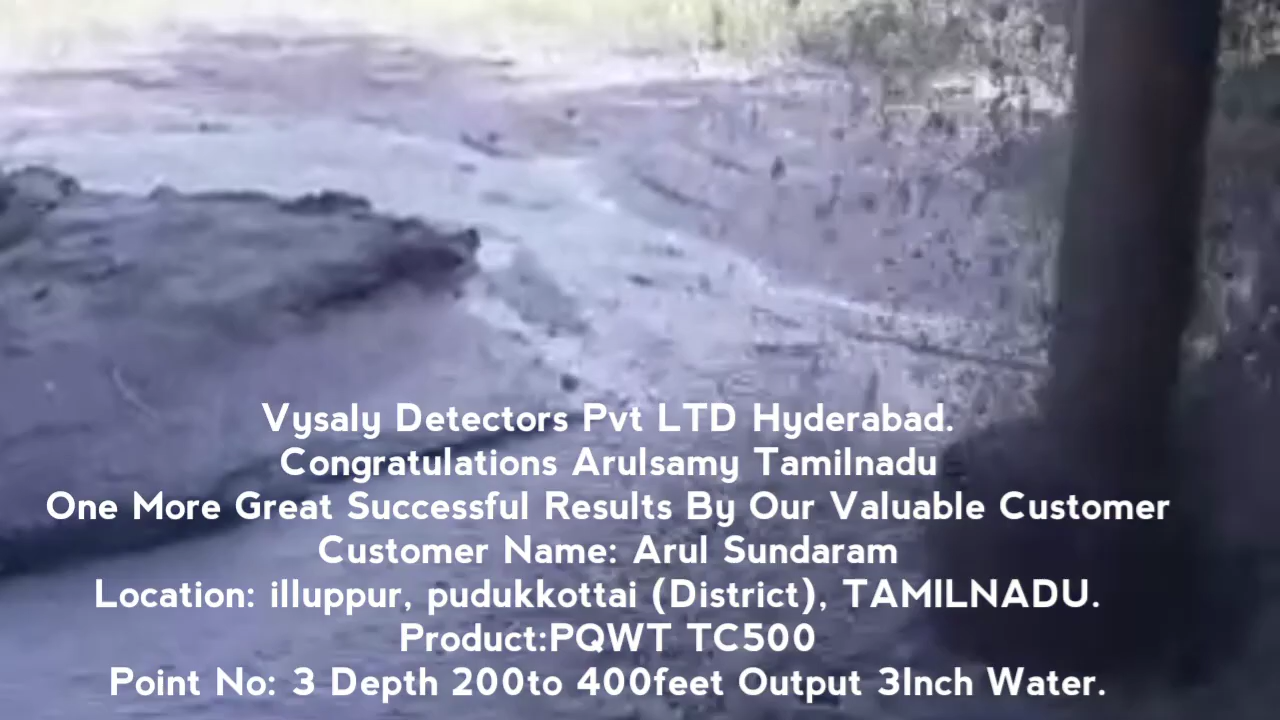 Vysaly Detectors Pvt LTD Hyderabad.
Congratulations Arulsamy Tamilnadu
One More Great Successful Results By Our Valuable Customer
Customer Name: Arul Sundaram
Location: illuppur, pudukkottai (District), TAMILNADU.
Product:PQWT TC500
Point No: 3 Depth 200to 400feet Output 3Inch Water.